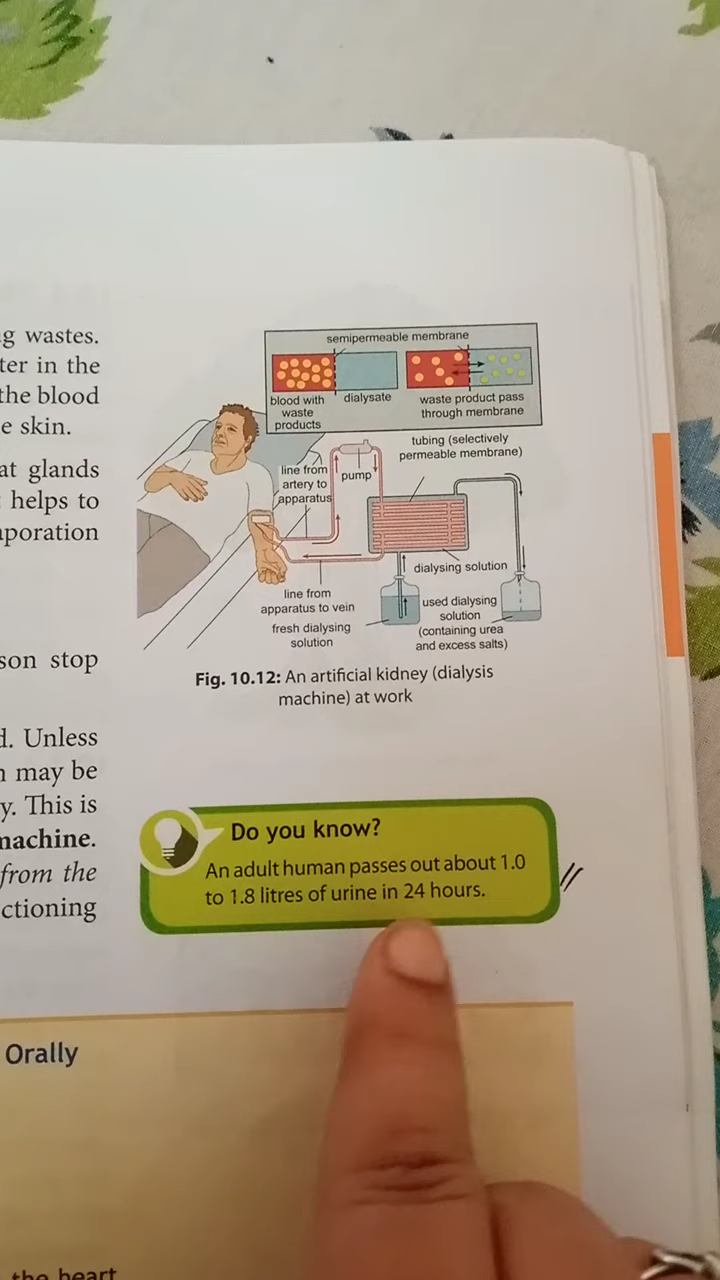 g wastes.
ter in the
the blood
e skin.
at glands
helps to
poration
son stop
d. Unless
n may be
y. This is
machine.
from the
ctioning
semipermeable membrane
blood with
waste
products
dialysate
waste product pass
through membrane
tubing (selectively
permeable membrane)
line from
artery to
apparatus
pump
dialysing solution
line from
apparatus to vein
fresh dialysing
solution
used dialysing
solution
(containing urea
and excess salts)
Fig. 10.12: An artificial kidney (dialysis
machine) at work
Do you know?
An adult human passes out about 1.0
to 1.8 litres of urine in 24 hours.
Orally
the heart